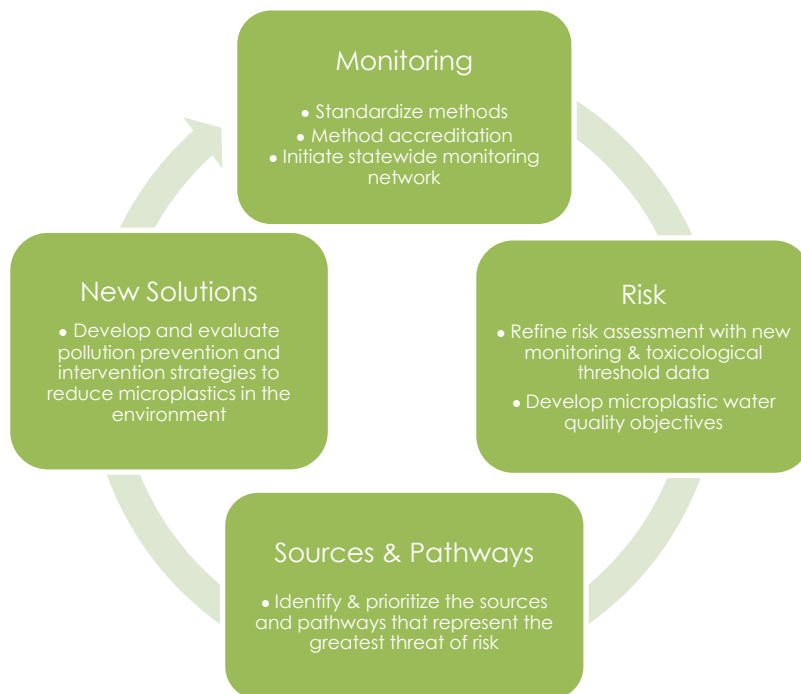 Monitoring
● Standardize methods
● Method accreditation
● Initiate statewide monitoring
network
Risk
● Refine risk assessment with new
monitoring & toxicological
threshold data
● Develop microplastic water
quality objectives
Sources & Pathways
● Identify & prioritize the sources
and pathways that represent the
greatest threat of risk
New Solutions
● Develop and evaluate
pollution prevention and
intervention strategies to
reduce microplastics in the
environment